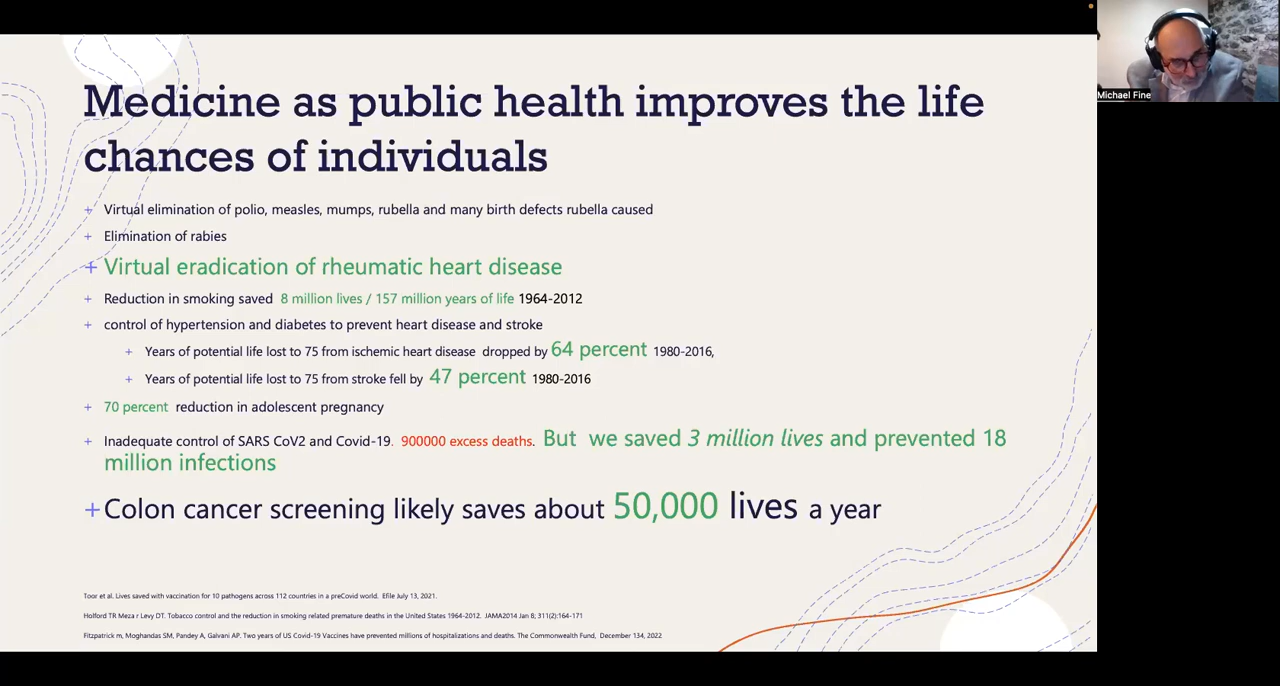 Medicine as public health improves the life
chances of individuals
+ Virtual elimination of polio, measles, mumps, rubella and many birth defects rubella caused
+ Elimination of rabies
+ Virtual eradication of rheumatic heart disease
+ Reduction in smoking saved 8 million lives / 157 million years of life 1964-2012
+ control of hypertension and diabetes to prevent heart disease and stroke
+ Years of potential life lost to 75 from ischemic heart disease dropped by 64 percent 1980-2016,
+ Years of potential life lost to 75 from stroke fell by 47 percent 1980-2016
+ 70 percent reduction in adolescent pregnancy
+ Inadequate control of SARS CoV2 and Covid-19. 900000 excess deaths. But we saved 3 million lives and prevented 18
million infections
+ Colon cancer screening likely saves about 50,000 lives a year
Toor et al. Lives saved with vaccination for 10 pathogens across 112 countries in a preCovid world. Efile July 13, 2021.
Holford TR Meza r Levy DT. Tobacco control and the reduction in smoking related premature deaths in the United States 1964-2012. JAMA2014 Jan 8; 311(2):164-171
Fitzpatrick m, Moghandas SM, Pandey A, Galvani AP. Two years of US Covid-19 Vaccines have prevented millions of hospitalizations and deaths. The Commonwealth Fund, December 134, 2022
Michael Fine